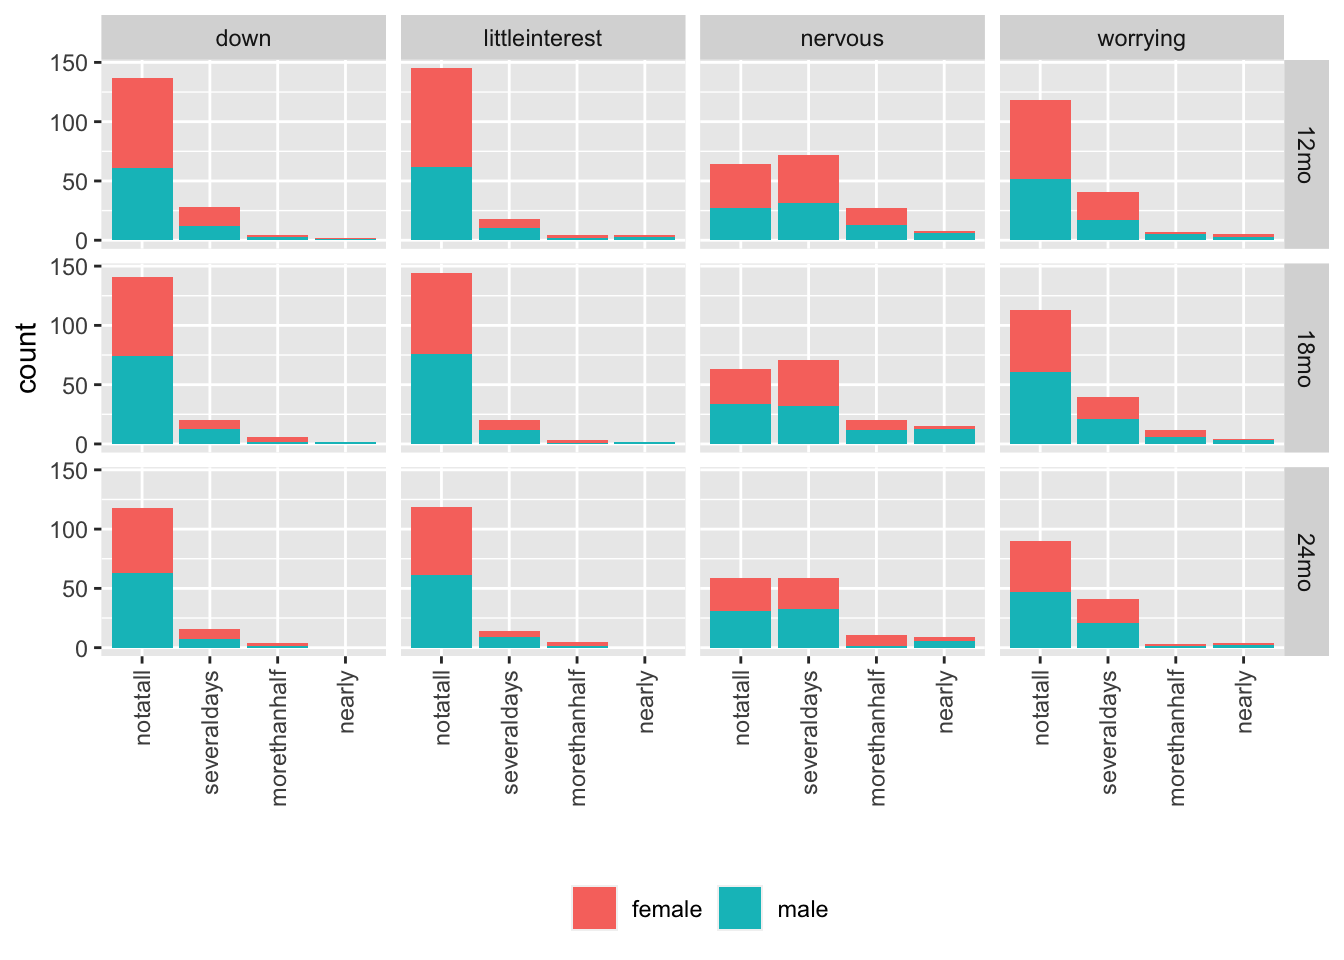 down littleinterest nervous worrying
150
100
50
0
12mo
150
100
50
0
18mo
count
150
100
50
0
24mo
notatall severaldays morethanhalf nearly notatall severaldays morethanhalf nearly notatall severaldays morethanhalf nearly notatall severaldays morethanhalf nearly
female male